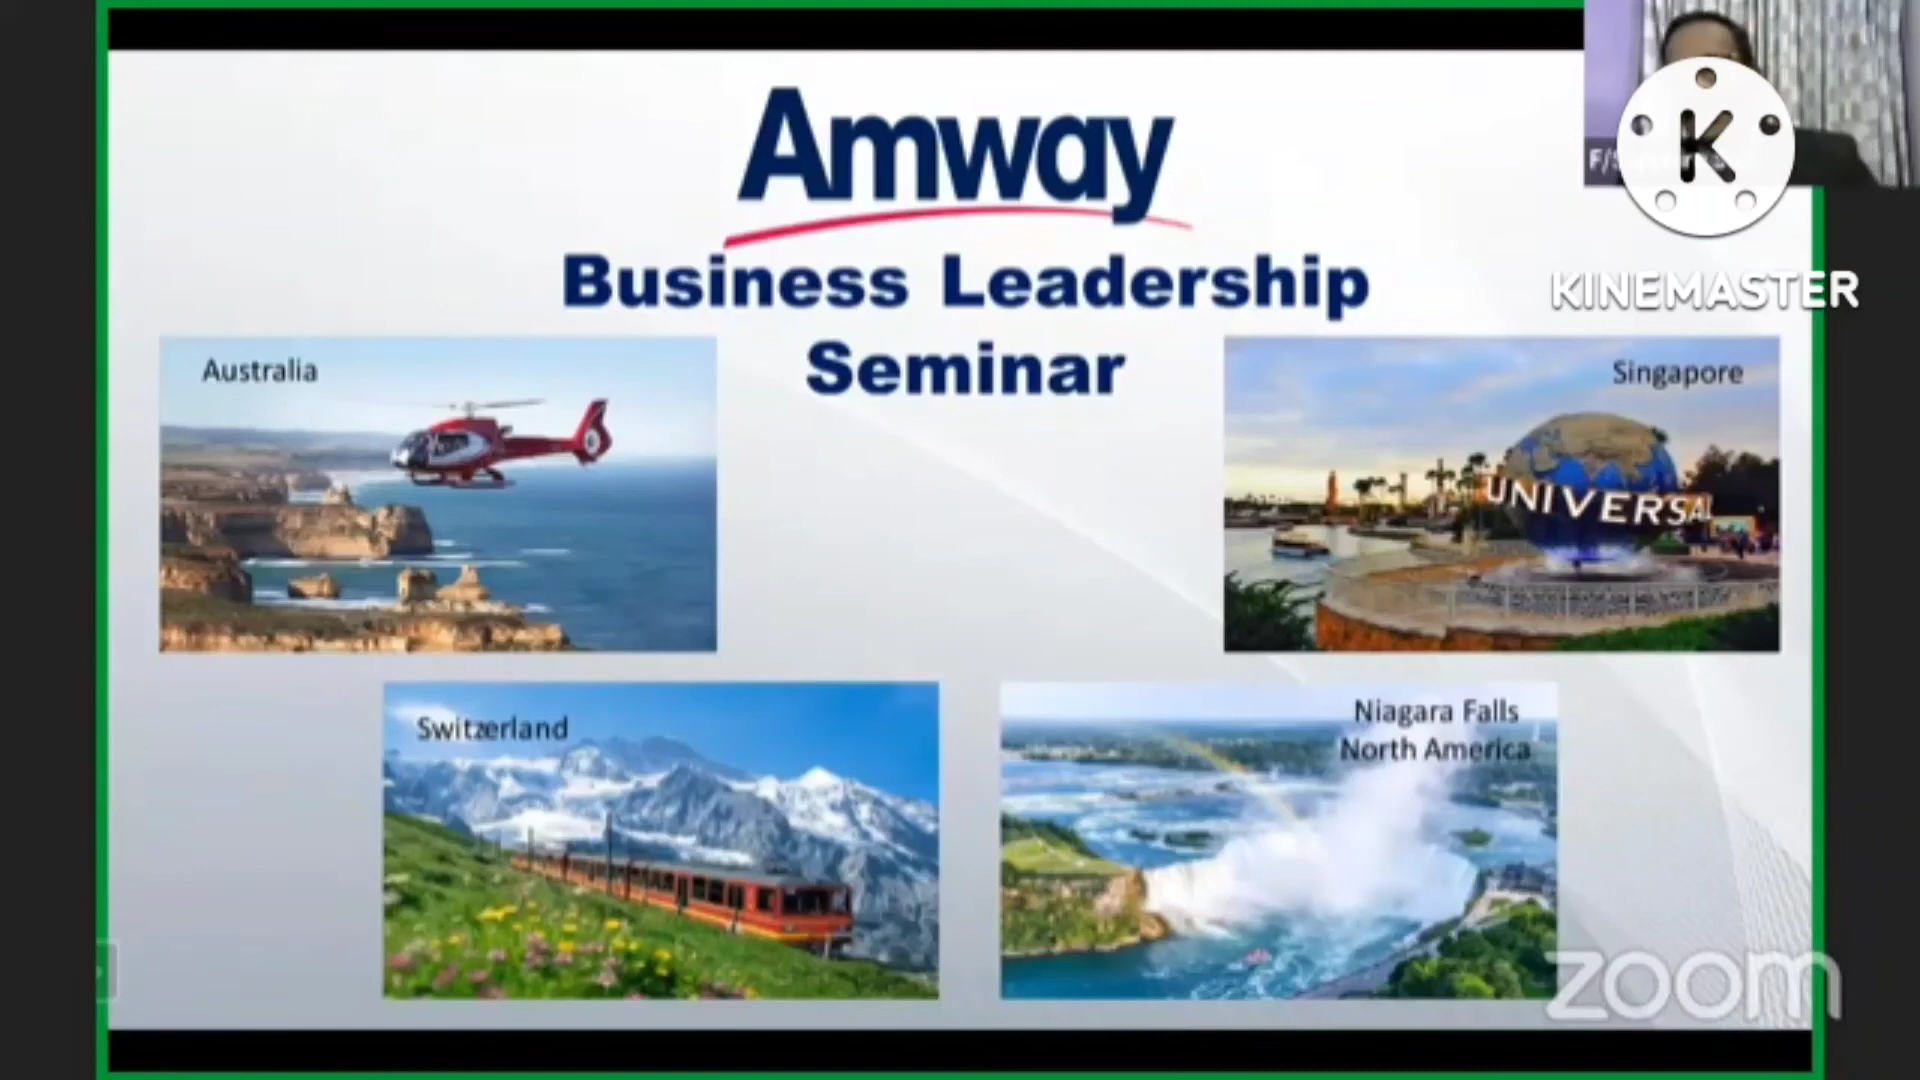 Amway
Business Leadership
Seminar
Australia
Singapore
UNIVERSAL
Switzerland
Niagara Falls
North America
K
KINEMASTER
zoom